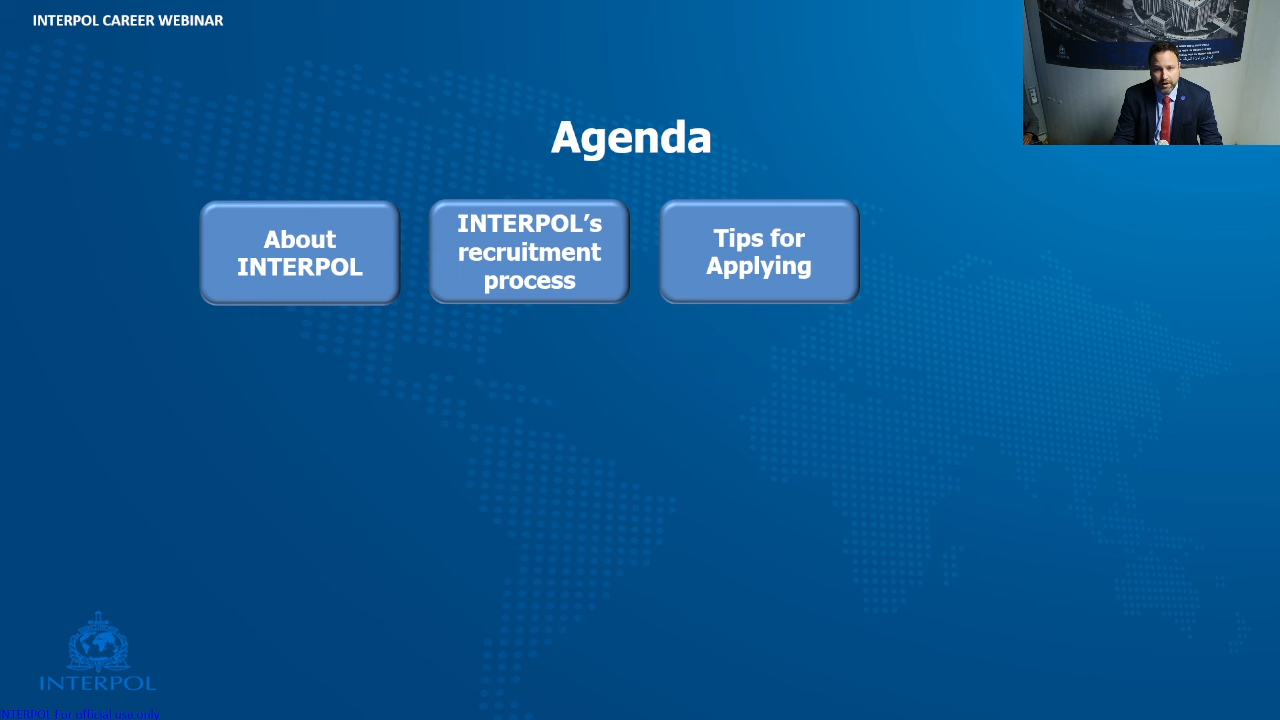 INTERPOL CAREER WEBINAR
Agenda
About
INTERPOL
INTERPOL’s
recruitment
process
Tips for
Applying
INTERPOL
INTERPOL For official use only